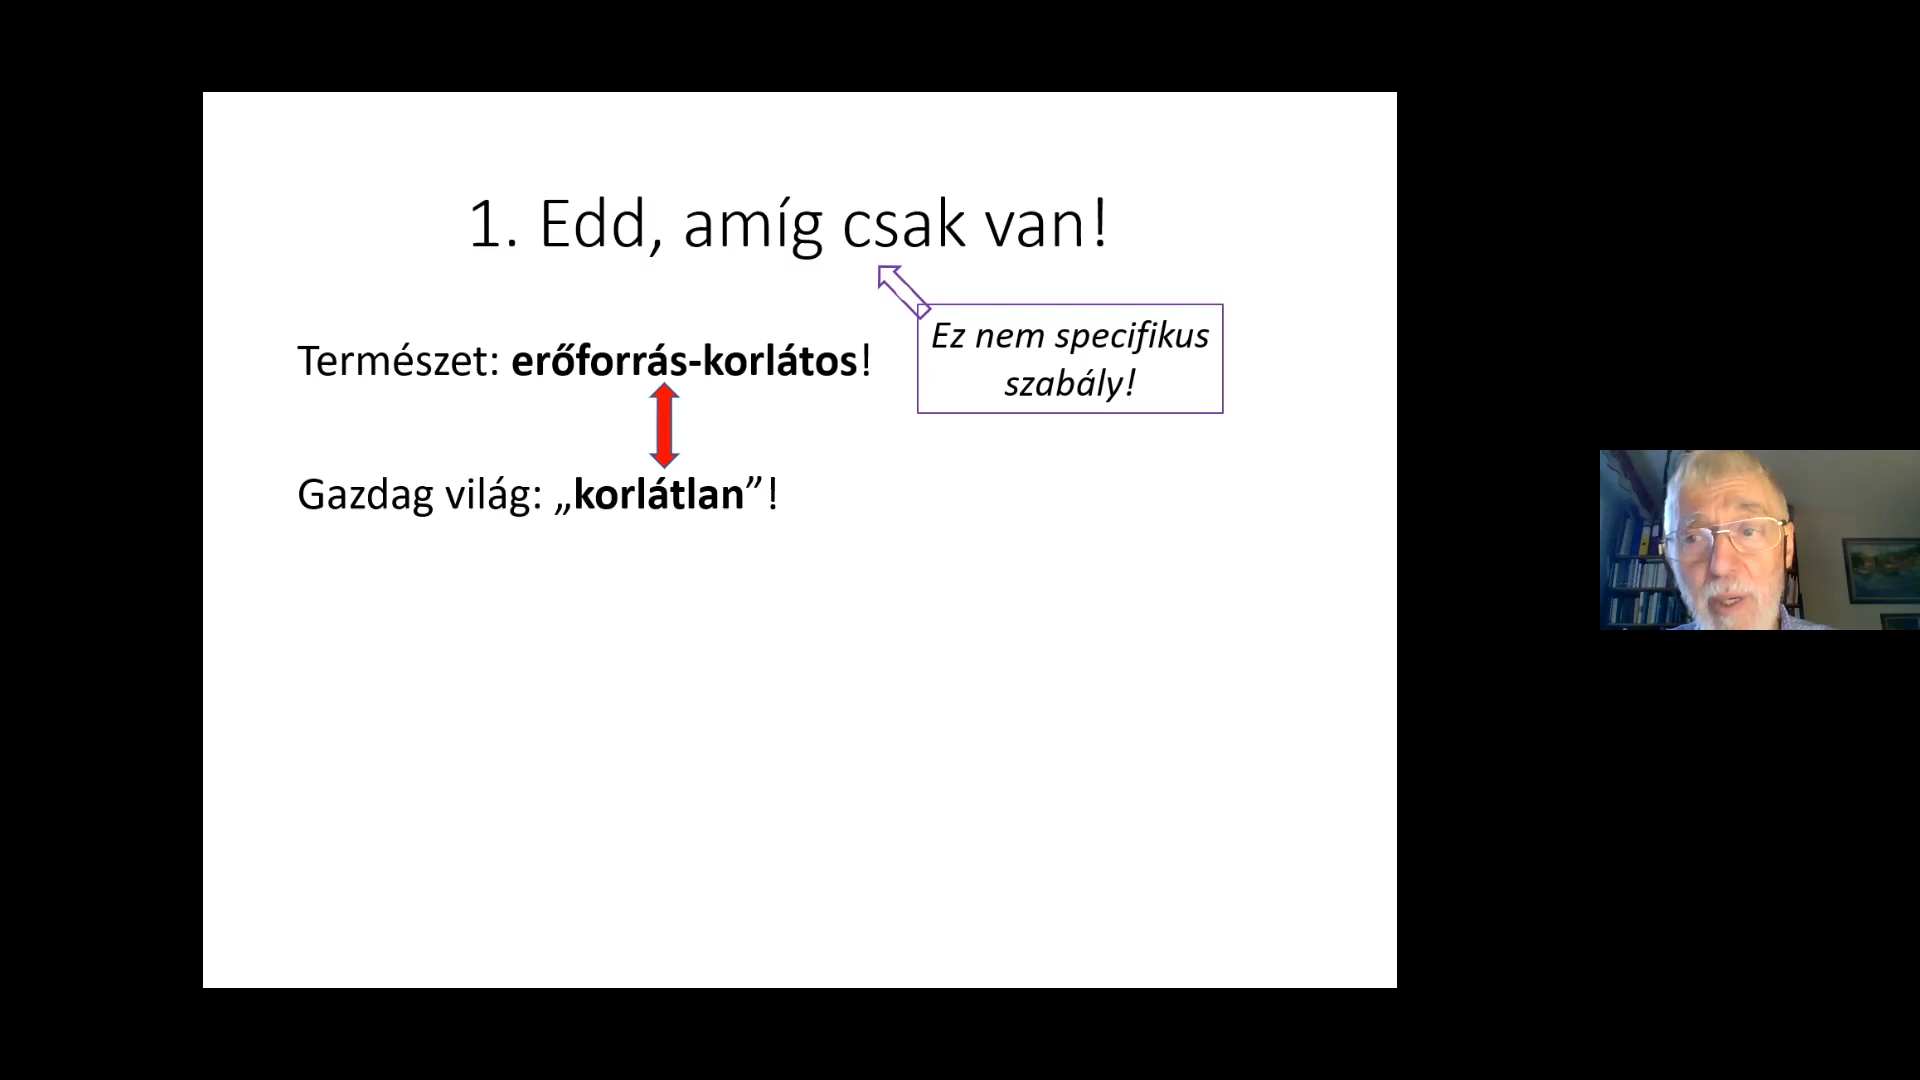 1. Edd, amíg csak van!
Természet: erőforrás-korlátos!
Ez nem specifikus
szabály!
Gazdag világ: „korlátlan”!